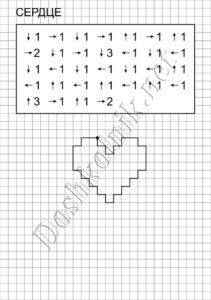 СЕРДЦЕ
↓ 1 → 1 ↓ 1 → 1 ↑ 1 → 1 ↑ 1
→ 2 ↓ 1 → 1 ↓ 3 ← 1 ↓ 1 ← 1
↓ 1 ← 1 ↓ 1 ← 1 ↓ 1 ← 1 ↑ 1
← 1 ↑ 1 ← 1 ↑ 1 ← 1 ↑ 1 ← 1
↑ 3 → 1 ↑ 1 → 2
Doshkolnik.net